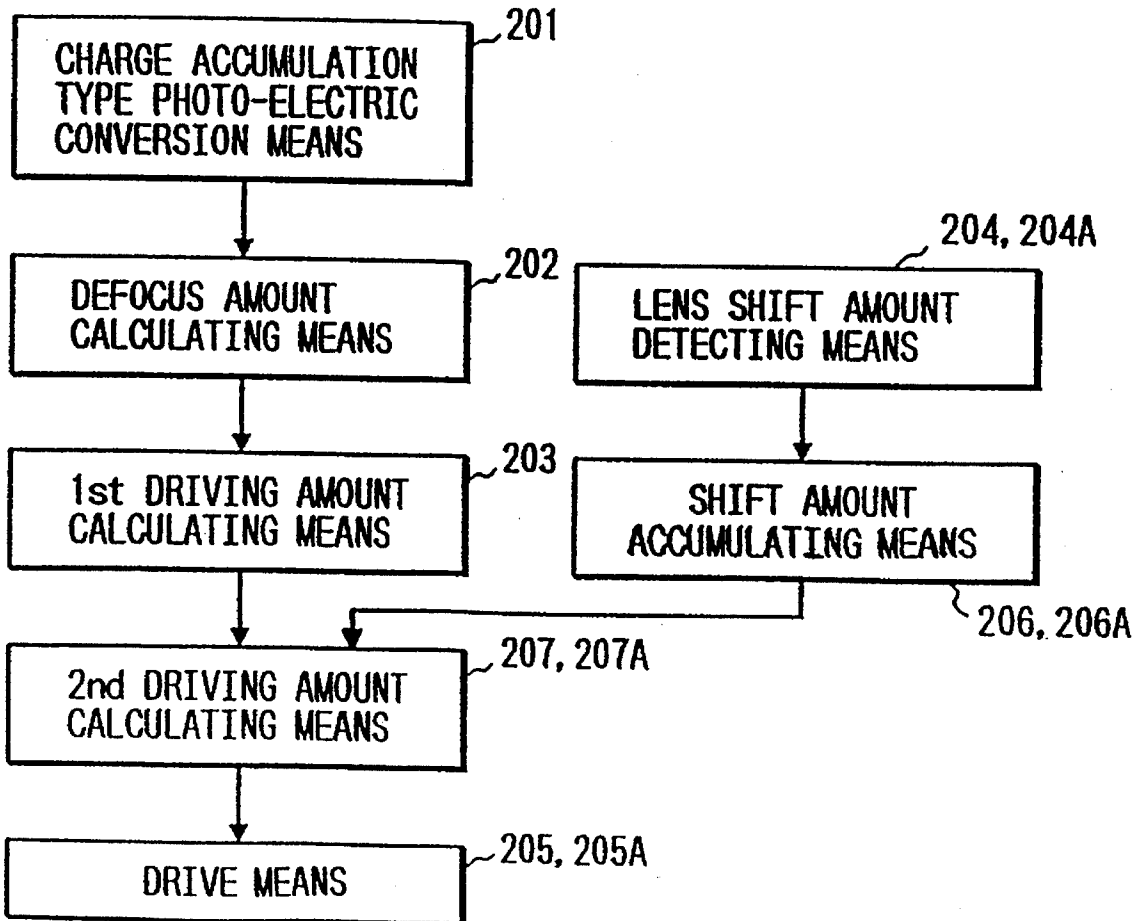 201
CHARGE ACCUMULATION
TYPE PHOTO-ELECTRIC
CONVERSION MEANS
202
DEFOCUS AMOUNT
CALCULATING MEANS
204, 204A
LENS SHIFT AMOUNT
DETECTING MEANS
203
1st DRIVING AMOUNT
CALCULATING MEANS
SHIFT AMOUNT
ACCUMULATING MEANS
206, 206A
207, 207A
2nd DRIVING AMOUNT
CALCULATING MEANS
205, 205A
DRIVE MEANS